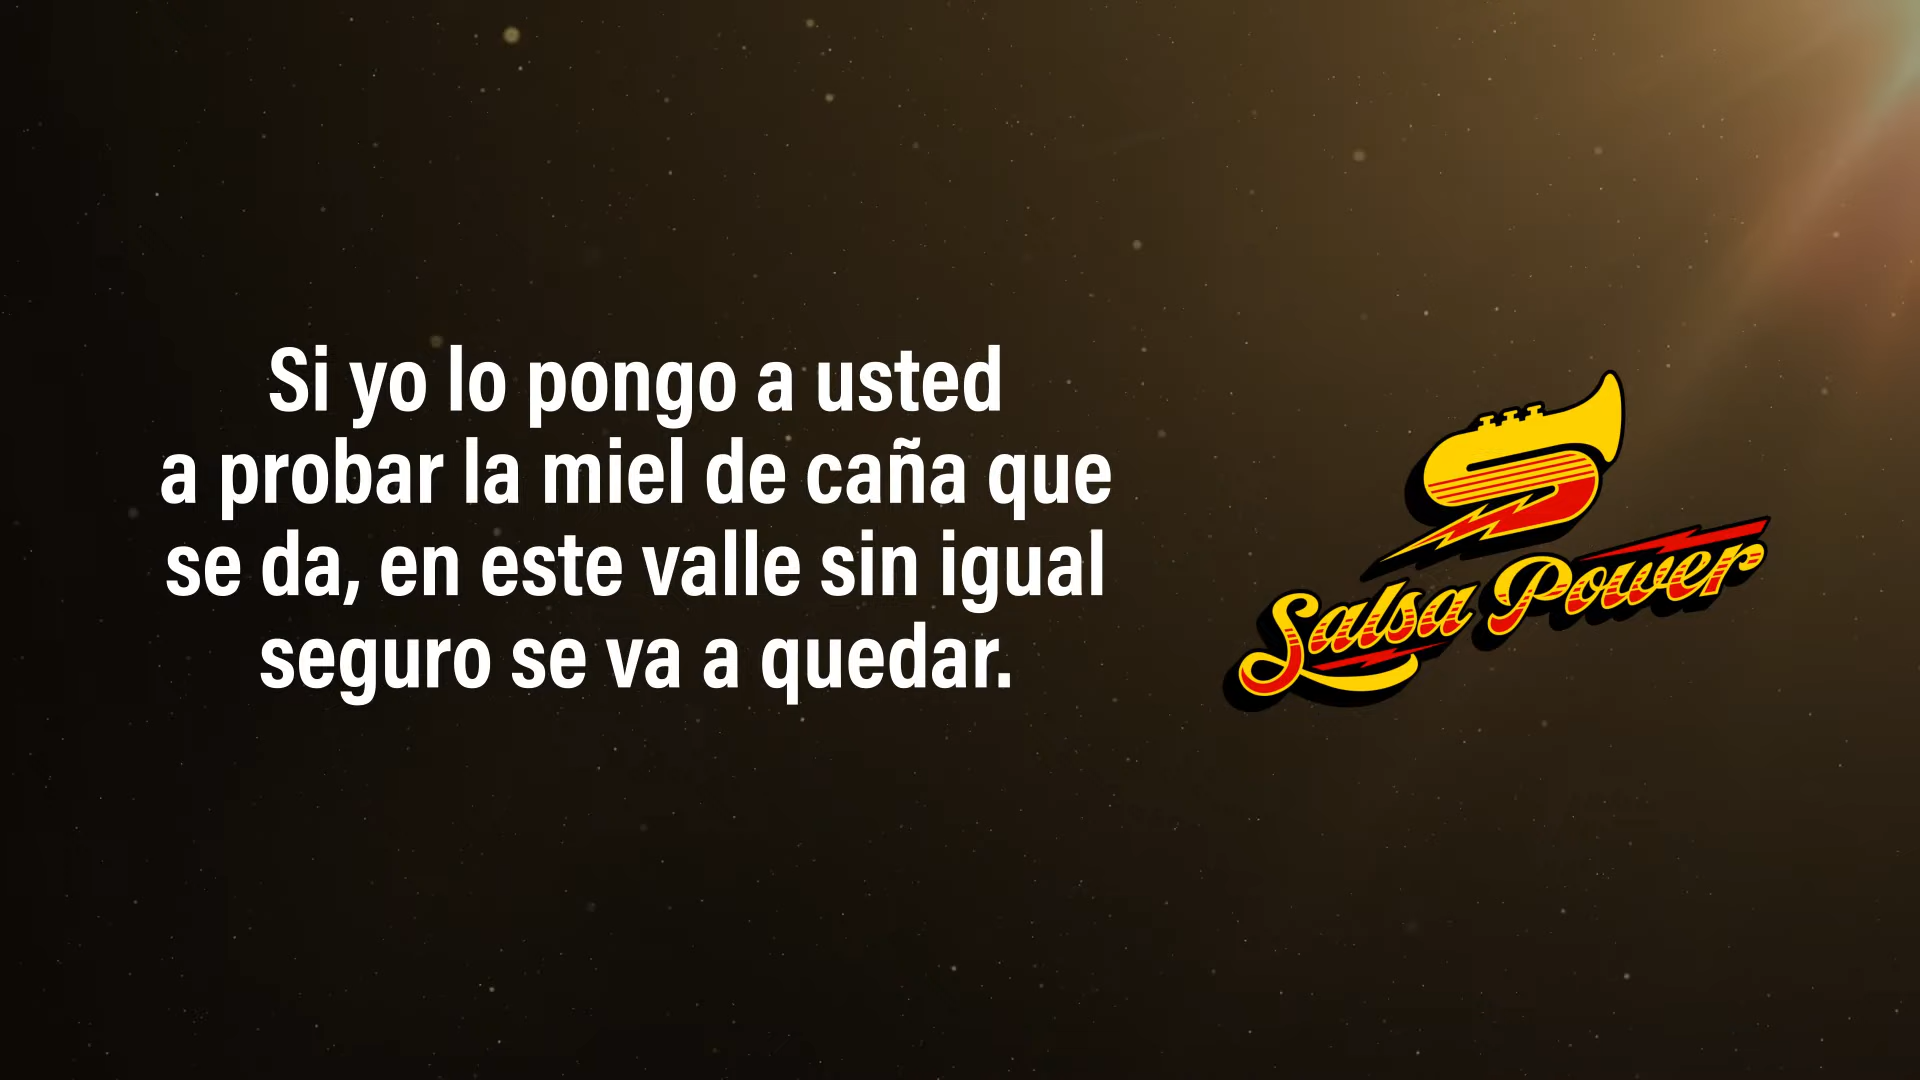 Si yo lo pongo a usted
a probar la miel de caña que
se da, en este valle sin igual
seguro se va a quedar.
Salsa Power